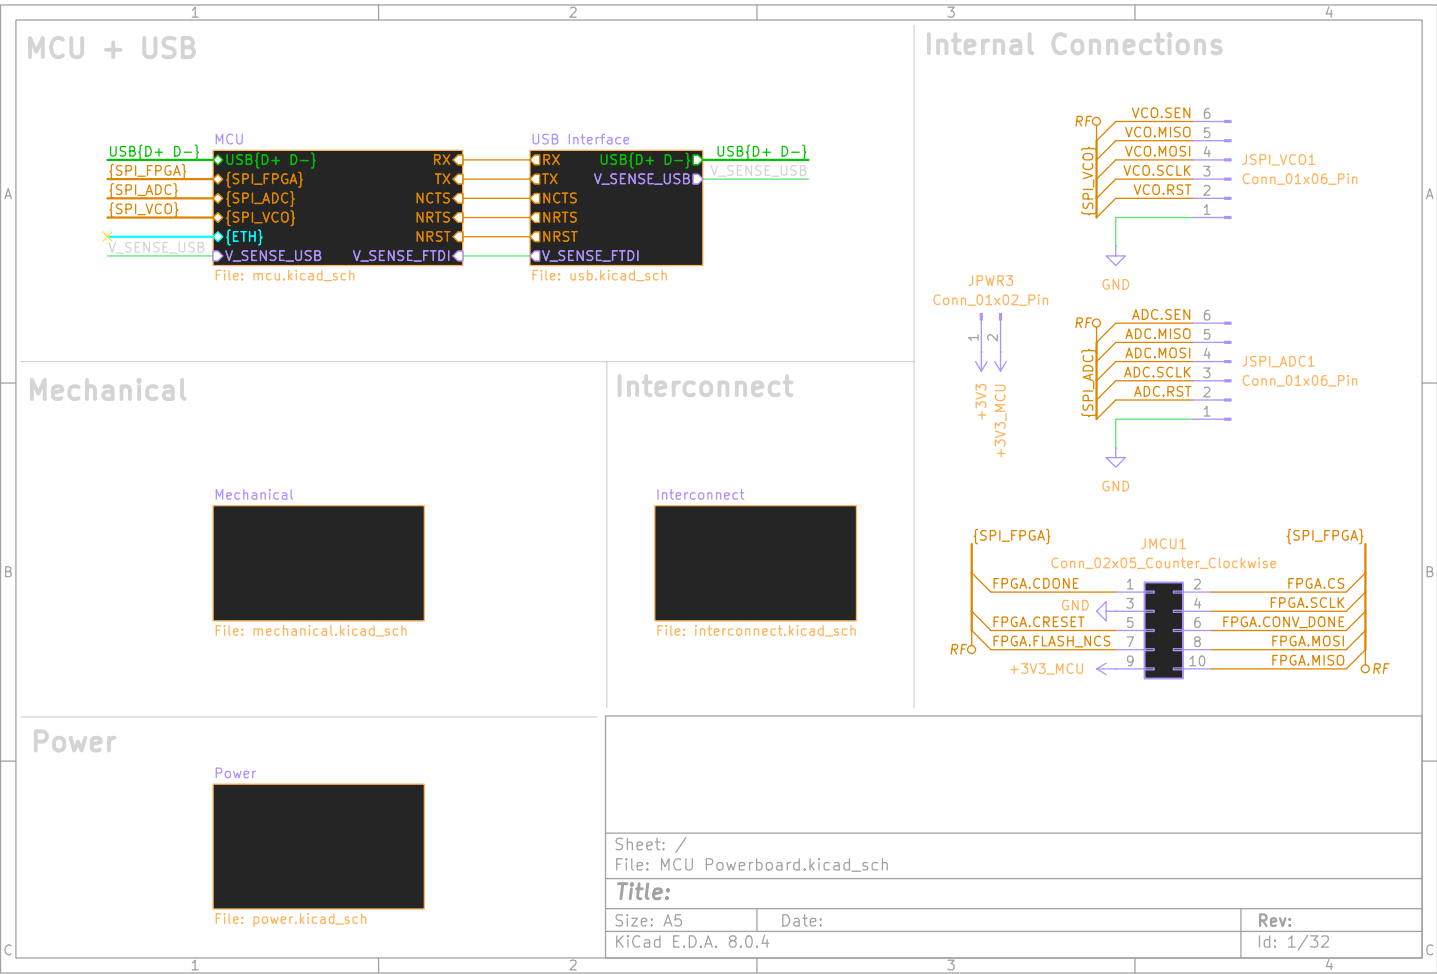 1 2 3 4
MCU + USB
Internal Connections
A
A
MCU
USB{D+ D-}
{SPI_FPGA}
{SPI_ADC}
{SPI_VCO}
V_SENSE_USB
USB{D+ D-}
{SPI_FPGA}
{SPI_ADC}
{SPI_VCO}
{ETH}
V_SENSE_USB
RX
TX
NCTS
NRTS
NRST
V_SENSE_FTDI
File: mcu.kicad_sch
USB Interface
RX
TX
NCTS
NRTS
NRST
V_SENSE_FTDI
USB{D+ D-}
V_SENSE_USB
USB{D+ D-}
V_SENSE_USB
File: usb.kicad_sch
RF
{SPI_VCO}
VCO.SEN 6
VCO.MISO 5
VCO.MOSI 4
VCO.SCLK 3
VCO.RST 2
1
JSPI_VCO1
Conn_01x06_Pin
GND
JPWR3
Conn_01x02_Pin
1
2
+3V3
+3V3_MCU
RF
{SPI_ADC}
ADC.SEN 6
ADC.MISO 5
ADC.MOSI 4
ADC.SCLK 3
ADC.RST 2
1
JSPI_ADC1
Conn_01x06_Pin
GND
Mechanical
Interconnect
B
B
Mechanical
File: mechanical.kicad_sch
Interconnect
File: interconnect.kicad_sch
{SPI_FPGA}
{SPI_FPGA}
JMCU1
Conn_02x05_Counter_Clockwise
FPGA.CDONE 1 2 FPGA.CS
GND 3 4 FPGA.SCLK
FPGA.CRESET 5 6 FPGA.CONV_DONE
FPGA.FLASH_NCS 7 8 FPGA.MOSI
+3V3_MCU 9 10 FPGA.MISO
RF
RF
Power
Power
File: power.kicad_sch
C
C
Sheet: /
File: MCU Powerboard.kicad_sch
Title:
Size: A5 Date: Rev:
KiCad E.D.A. 8.0.4 Id: 1/32
1 2 3 4